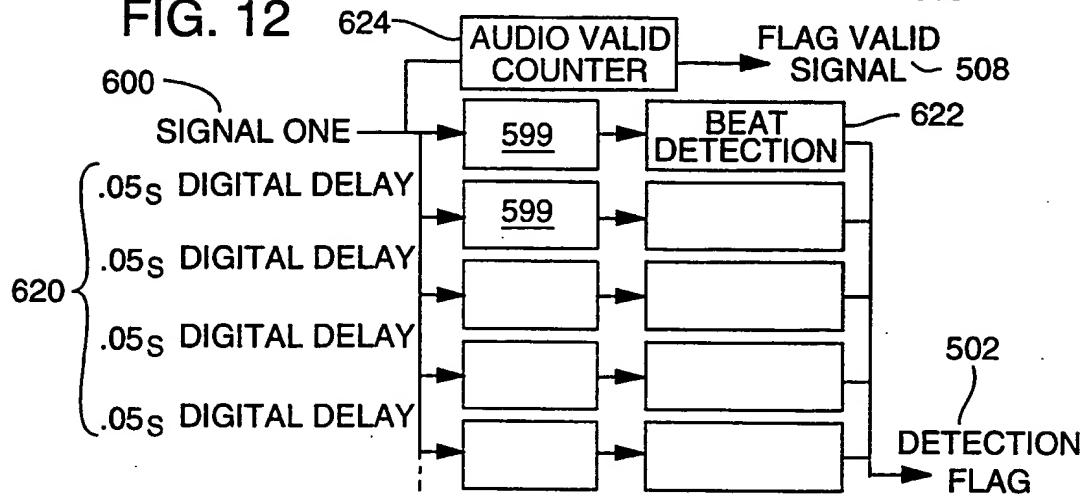 FIG. 12
624
AUDIO VALID
COUNTER
FLAG VALID
SIGNAL
508
600
SIGNAL ONE
599
BEAT
DETECTION
622
.05s DIGITAL DELAY
599
.05s DIGITAL DELAY
620
.05s DIGITAL DELAY
.05s DIGITAL DELAY
502
DETECTION
FLAG